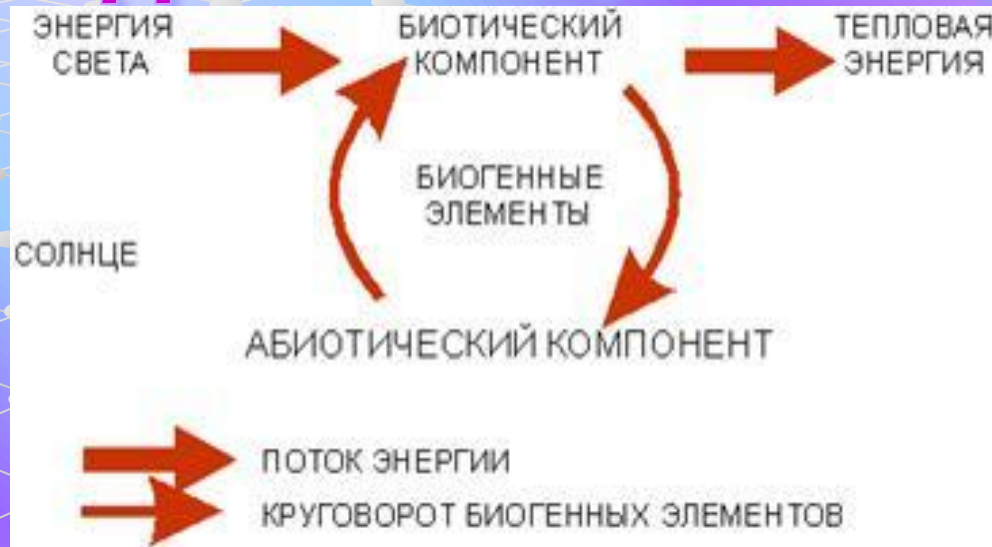 ЭНЕРГИЯ
СВЕТА
БИОТИЧЕСКИЙ
КОМПОНЕНТ
ТЕПЛОВАЯ
ЭНЕРГИЯ
БИОГЕННЫЕ
ЭЛЕМЕНТЫ
СОЛНЦЕ
АБИОТИЧЕСКИЙ КОМПОНЕНТ
ПОТОК ЭНЕРГИИ
КРУГОВОРОТ БИОГЕННЫХ ЭЛЕМЕНТОВ